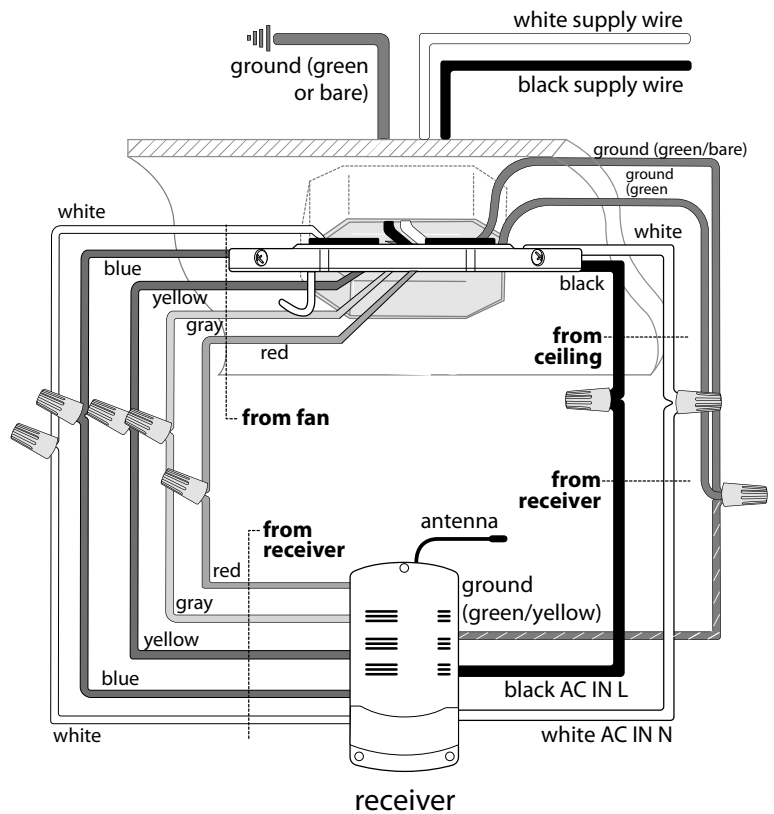 white supply wire
ground (green
or bare)
black supply wire
ground (green/bare)
ground
(green
white
white
blue
black
yellow
gray
red
from
ceiling
from fan
from
receiver
antenna
from
receiver
red
ground
(green/yellow)
gray
yellow
blue
black AC IN L
white
white AC IN N
receiver